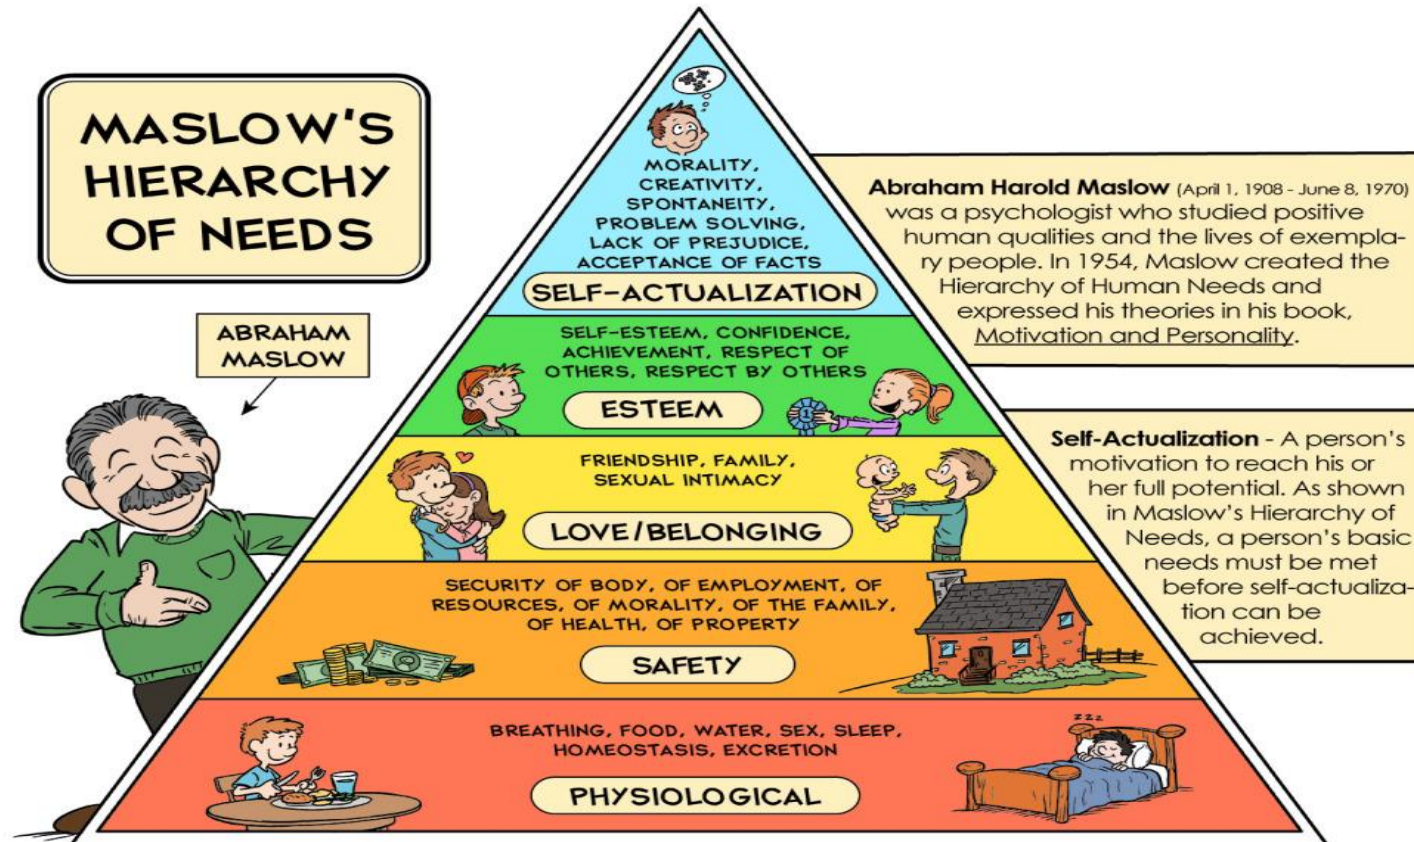 MASLOW'S
HIERARCHY
OF NEEDS
ABRAHAM
MASLOW
MORALITY,
CREATIVITY,
SPONTANEITY,
PROBLEM SOLVING,
LACK OF PREJUDICE,
ACCEPTANCE OF FACTS
SELF-ACTUALIZATION
SELF-ESTEEM, CONFIDENCE,
ACHIEVEMENT, RESPECT OF
OTHERS, RESPECT BY OTHERS
ESTEEM
1
FRIENDSHIP, FAMILY,
SEXUAL INTIMACY
LOVE/BELONGING
SECURITY OF BODY, OF EMPLOYMENT, OF
RESOURCES, OF MORALITY, OF THE FAMILY,
OF HEALTH, OF PROPERTY
SAFETY
BREATHING, FOOD, WATER, SEX, SLEEP,
HOMEOSTASIS, EXCRETION
PHYSIOLOGICAL
zzz
Abraham Harold Maslow (April 1, 1908 - June 8, 1970)
was a psychologist who studied positive
human qualities and the lives of exempla-
ry people. In 1954, Maslow created the
Hierarchy of Human Needs and
expressed his theories in his book,
Motivation and Personality.
Self-Actualization - A person's
motivation to reach his or
her full potential. As shown
in Maslow's Hierarchy of
Needs, a person's basic
needs must be met
before self-actualiza-
tion can be
achieved.